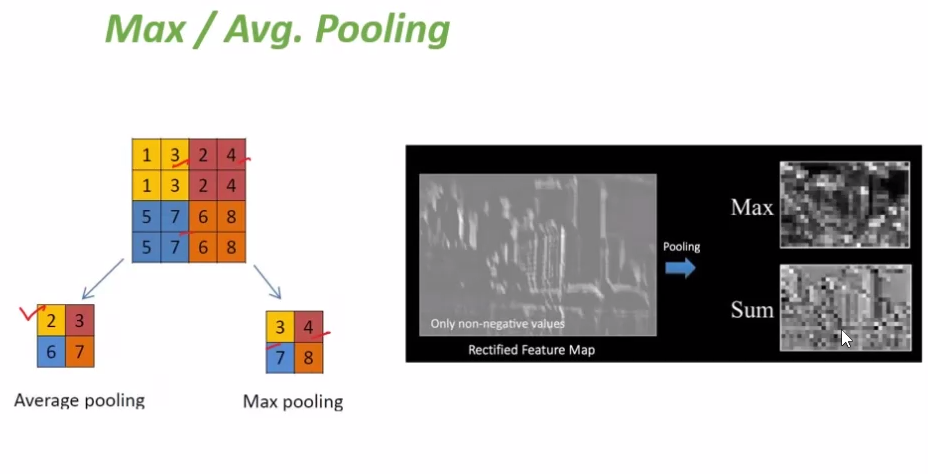 Max / Avg. Pooling
1 3 2 4
1 3 2 4
5 7 6 8
5 7 6 8
2 3
6 7
Average pooling
3 4
7 8
Max pooling
Only non-negative values
Rectified Feature Map
Pooling
Max
Sum